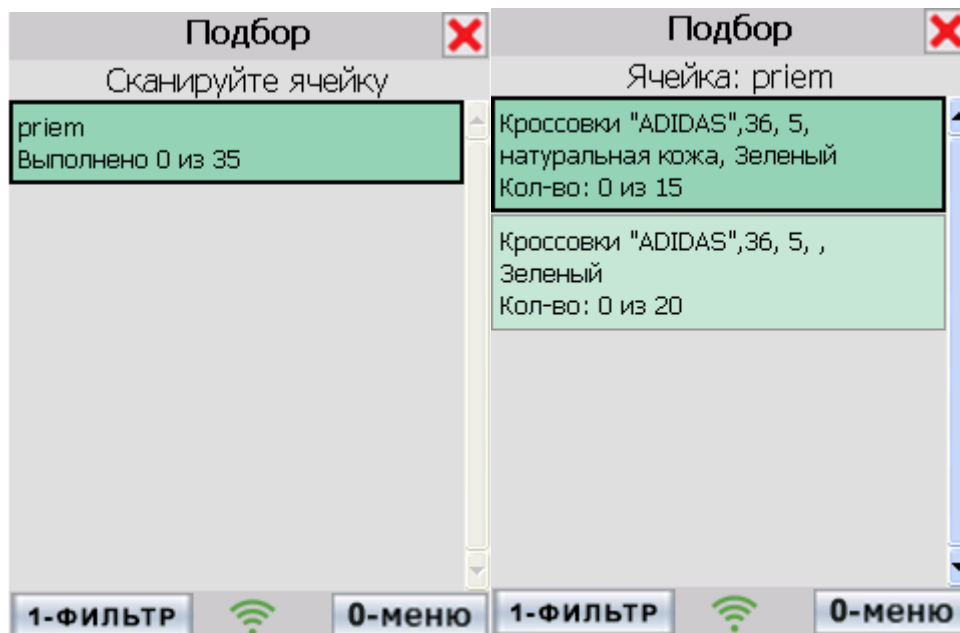 Подбор
Сканируйте ячейку
priem
Выполнено 0 из 35
1-ФИЛЬТР
0-меню
Подбор
Ячейка: priem
Кроссовки "ADIDAS",36, 5,
натуральная кожа, Зеленый
Кол-во: 0 из 15
Кроссовки "ADIDAS",36, 5, ,
Зеленый
Кол-во: 0 из 20
1-ФИЛЬТР
0-меню